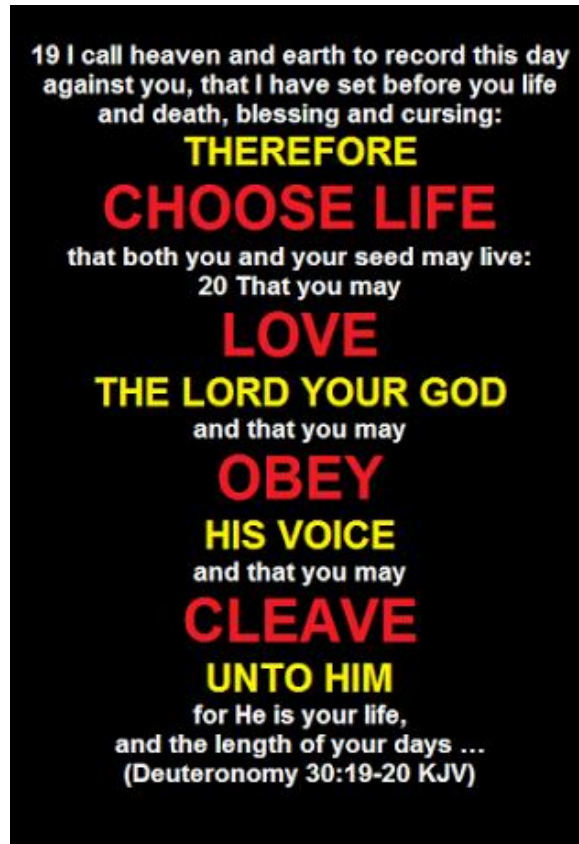 19 I call heaven and earth to record this day
against you, that I have set before you life
and death, blessing and cursing:
THEREFORE
CHOOSE LIFE
that both you and your seed may live:
20 That you may
LOVE
THE LORD YOUR GOD
and that you may
OBEY
HIS VOICE
and that you may
CLEAVE
UNTO HIM
for He is your life,
and the length of your days ...
(Deuteronomy 30:19-20 KJV)